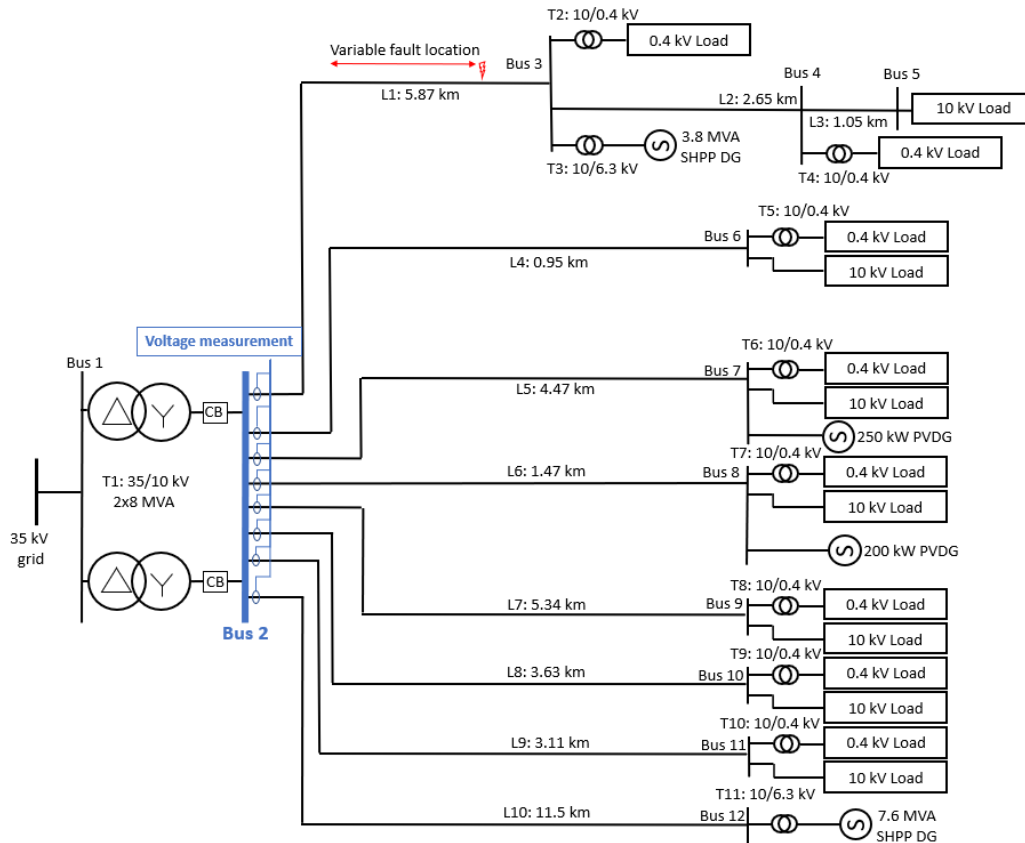 T2: 10/0.4 kV
0.4 kV Load
Variable fault location
Bus 3
L1: 5.87 km
Bus 4
Bus 5
L2: 2.65 km
10 kV Load
L3: 1.05 km
3.8 MVA
SHPP DG
T3: 10/6.3 kV
0.4 kV Load
T4: 10/0.4 kV
T5: 10/0.4 kV
Bus 6
0.4 kV Load
L4: 0.95 km
10 kV Load
Voltage measurement
Bus 1
T6: 10/0.4 kV
Bus 7
0.4 kV Load
L5: 4.47 km
10 kV Load
CB
250 kW PVDG
T7: 10/0.4 kV
L6: 1.47 km
Bus 8
0.4 kV Load
T1: 35/10 kV
2x8 MVA
10 kV Load
35 kV
grid
200 kW PVDG
CB
T8: 10/0.4 kV
L7: 5.34 km
Bus 9
0.4 kV Load
Bus 2
10 kV Load
T9: 10/0.4 kV
L8: 3.63 km
Bus 10
0.4 kV Load
10 kV Load
T10: 10/0.4 kV
L9: 3.11 km
Bus 11
0.4 kV Load
10 kV Load
T11: 10/6.3 kV
L10: 11.5 km
Bus 12
7.6 MVA
SHPP DG